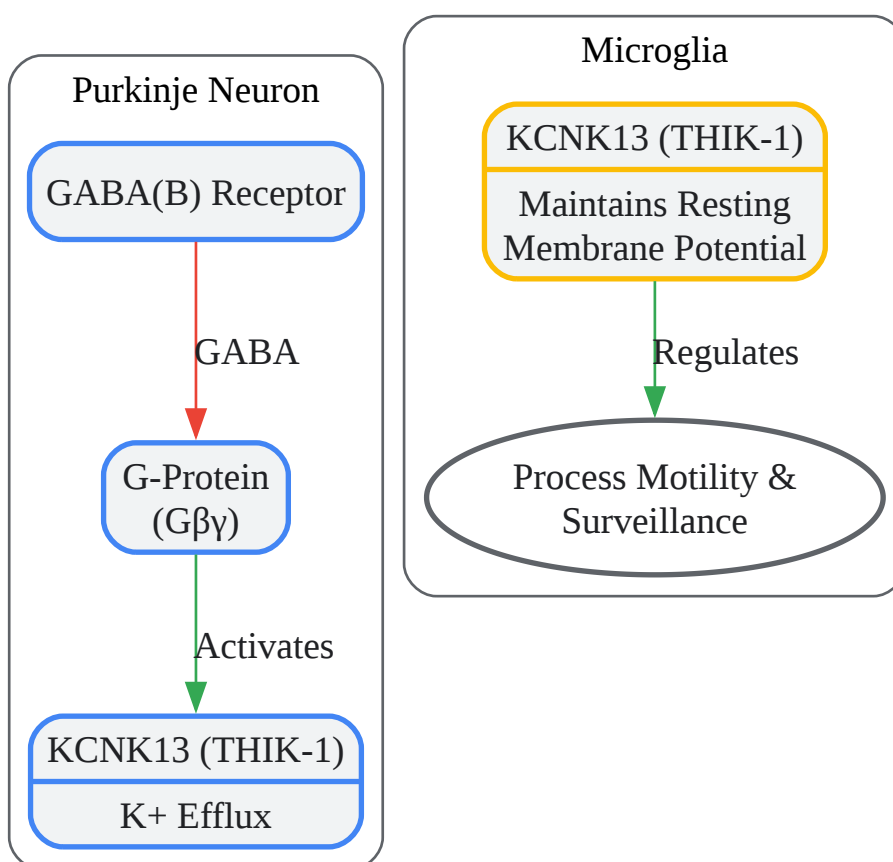 Purkinje Neuron
GABA(B) Receptor
GABA
G-Protein
(Gβγ)
Activates
KCNK13 (THIK-1)
K+ Efflux
Microglia
KCNK13 (THIK-1)
Maintains Resting
Membrane Potential
Regulates
Process Motility &
Surveillance